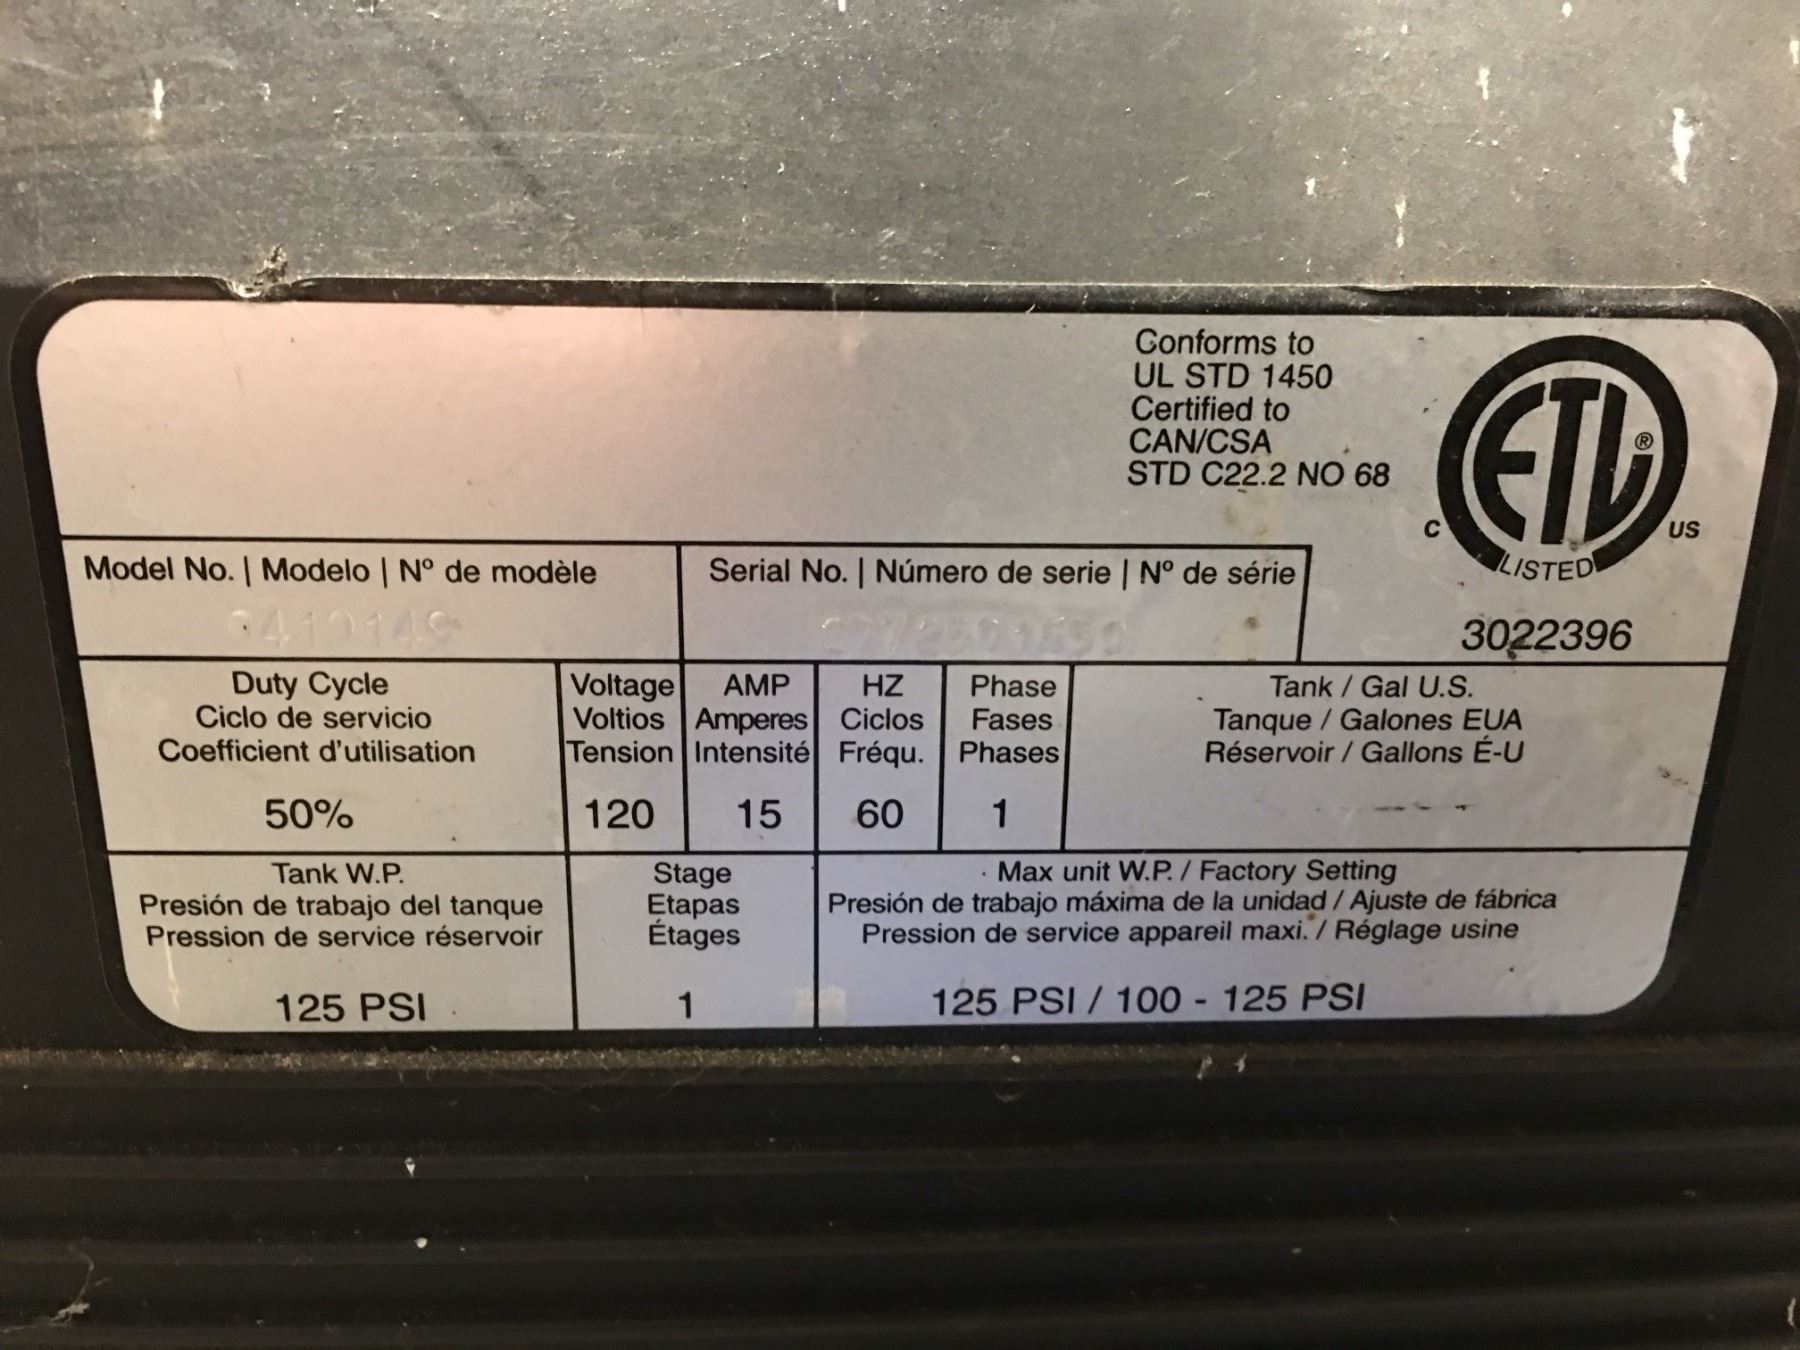 Conforms to
UL STD 1450
Certified to
CAN/CSA
STD C22.2 NO 68
ETL ®
C US
LISTED
3022396
Model No. | Modelo | Nº de modèle
Serial No. | Número de serie | Nº de série
Duty Cycle
Ciclo de servicio
Coefficient d'utilisation
50%
Voltage
Voltios
Tension
120
AMP
Amperes
Intensité
15
HZ
Ciclos
Fréqu.
60
Phase
Fases
Phases
1
Tank / Gal U.S.
Tanque / Galones EUA
Réservoir / Gallons É-U
Tank W.P.
Presión de trabajo del tanque
Pression de service réservoir
125 PSI
Stage
Etapas
Étages
1
Max unit W.P. / Factory Setting
Presión de trabajo máxima de la unidad / Ajuste de fábrica
Pression de service appareil maxi. / Réglage usine
125 PSI / 100 - 125 PSI